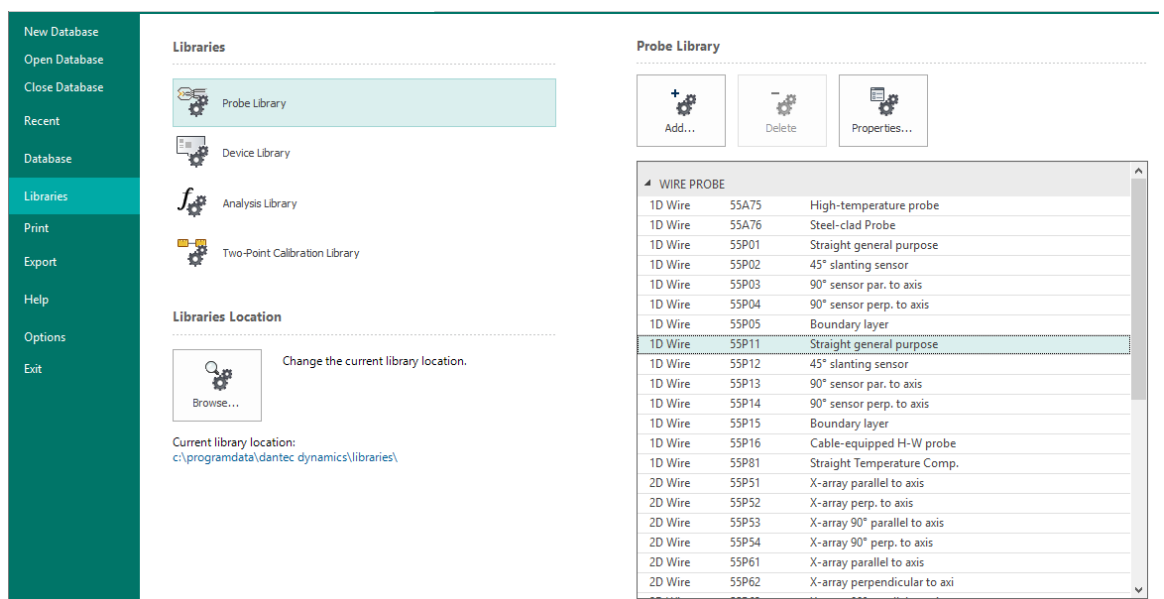 New Database
Open Database
Close Database
Recent
Database
Libraries
Print
Export
Help
Options
Exit
Libraries
Probe Library
Device Library
Analysis Library
Two-Point Calibration Library
Libraries Location
Browse...
Change the current library location.
Current library location:
c:\programdata\dantec dynamics\libraries\
Probe Library
Add...
Delete
Properties...
WIRE PROBE
1D Wire 55A75 High-temperature probe
1D Wire 55A76 Steel-clad Probe
1D Wire 55P01 Straight general purpose
1D Wire 55P02 45° slanting sensor
1D Wire 55P03 90° sensor par. to axis
1D Wire 55P04 90° sensor perp. to axis
1D Wire 55P05 Boundary layer
1D Wire 55P11 Straight general purpose
1D Wire 55P12 45° slanting sensor
1D Wire 55P13 90° sensor par. to axis
1D Wire 55P14 90° sensor perp. to axis
1D Wire 55P15 Boundary layer
1D Wire 55P16 Cable-equipped H-W probe
1D Wire 55P81 Straight Temperature Comp.
2D Wire 55P51 X-array parallel to axis
2D Wire 55P52 X-array perp. to axis
2D Wire 55P53 X-array 90° parallel to axis
2D Wire 55P54 X-array 90° perp. to axis
2D Wire 55P61 X-array parallel to axis
2D Wire 55P62 X-array perpendicular to axi